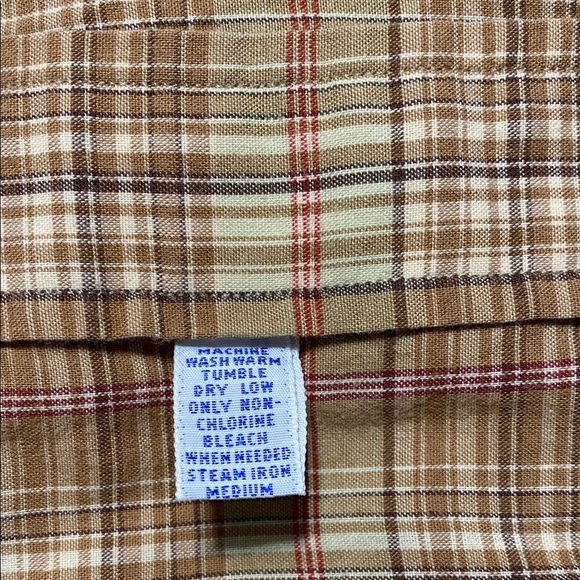 MACHINE
WASH WARM
TUMBLE
DRY LOW
ONLY NON-
CHLORINE
BLEACH
WHEN NEEDED
STEAM IRON
MEDIUM